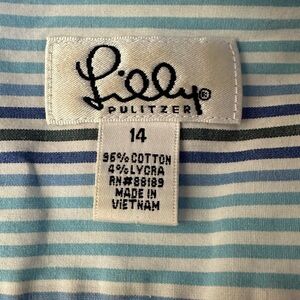 Lilly®
PULITZER
14
96% COTTON
4% LYCRA
RN#88189
MADE IN
VIETNAM